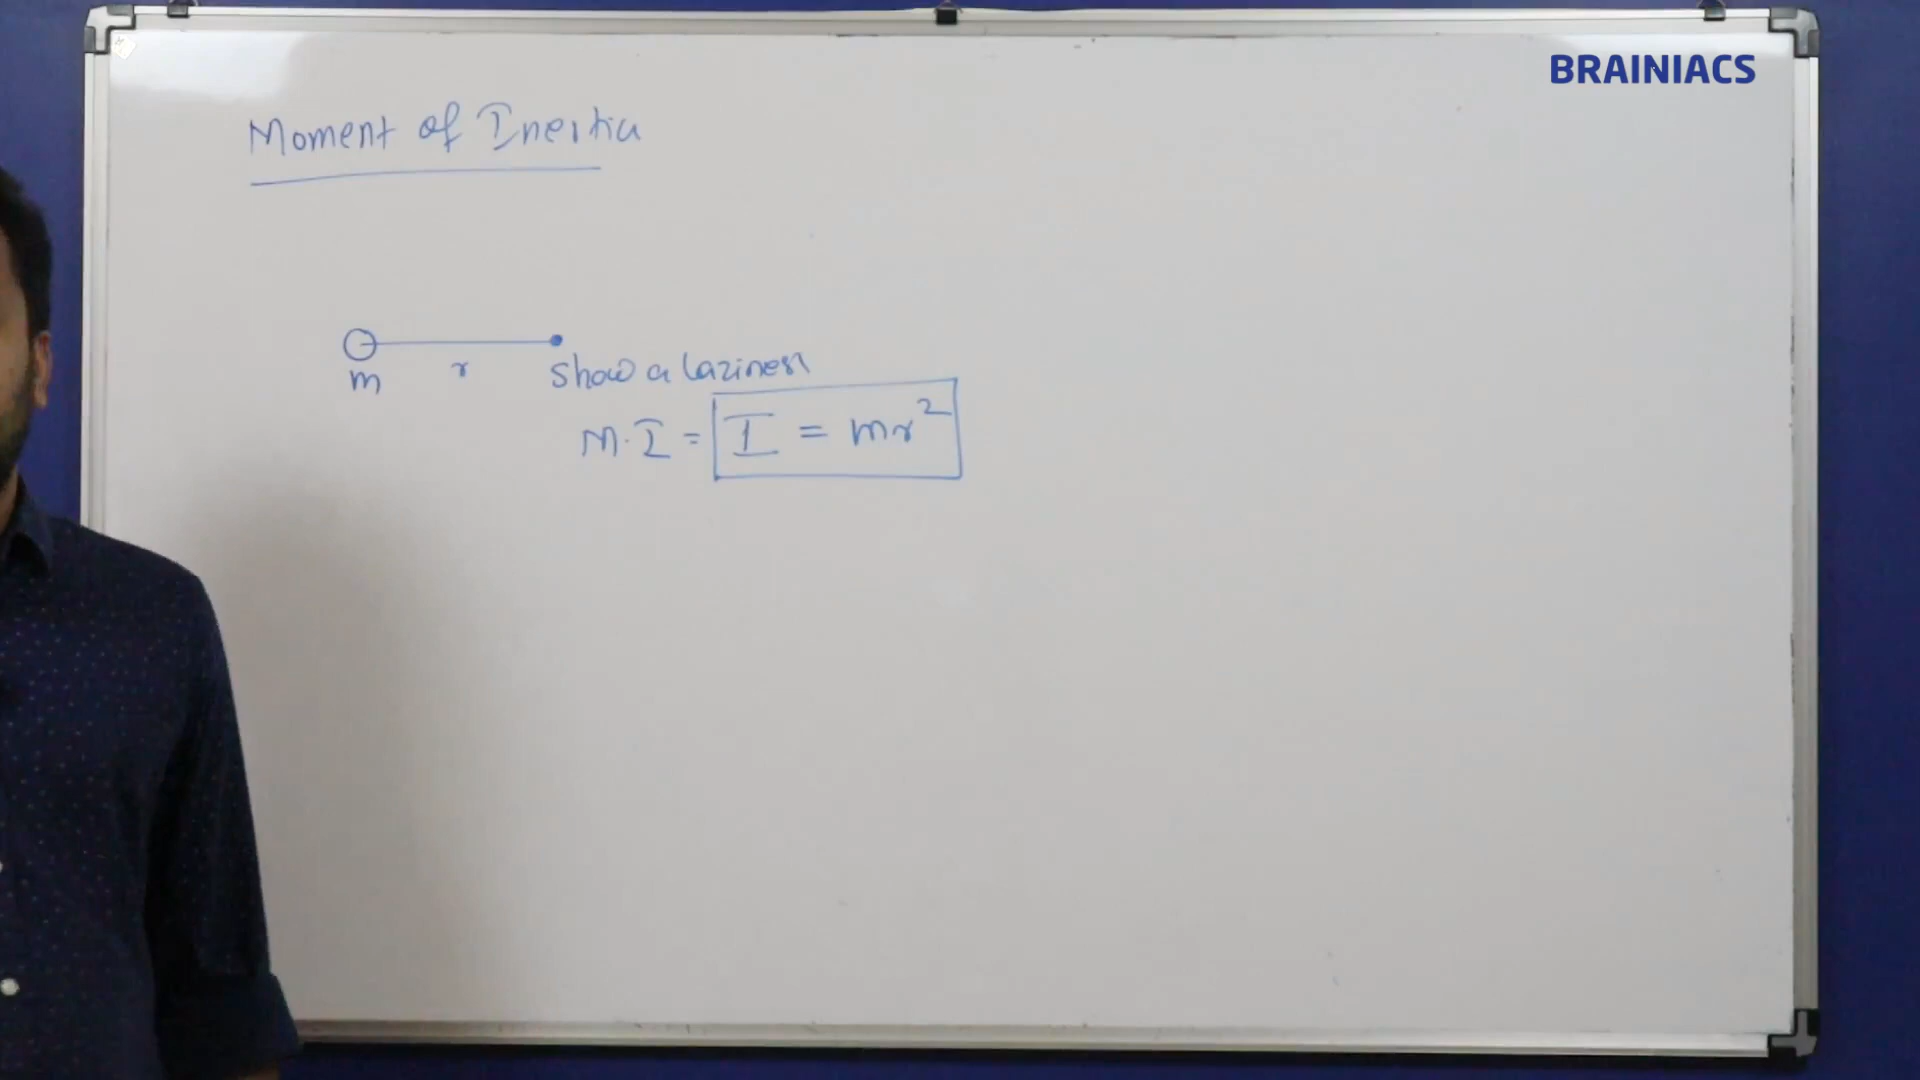 BRAINIACS
Moment of Inertia
m r
Show a laziness
M.I = I = mr²